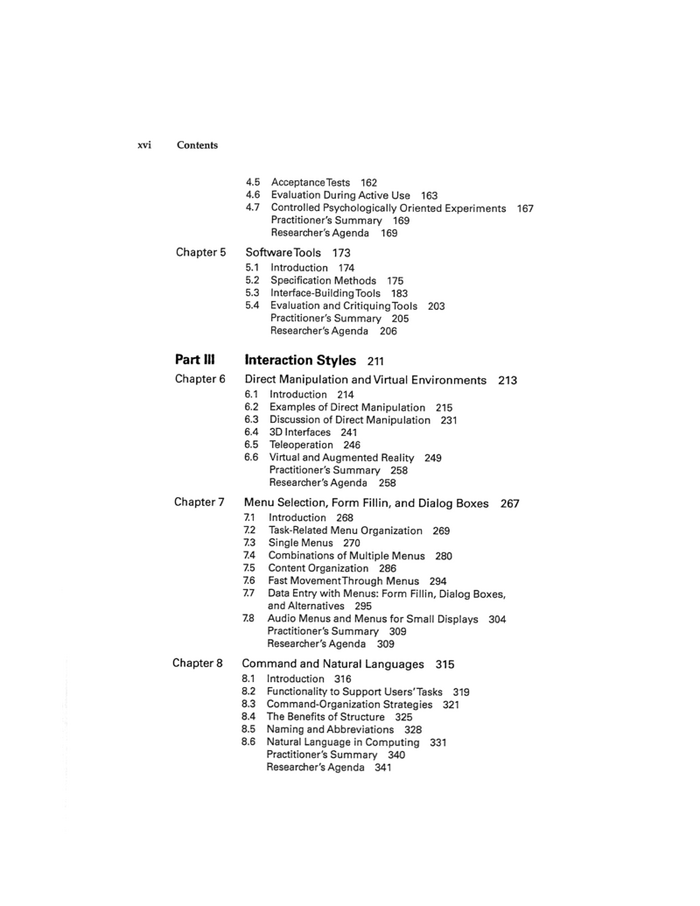 xvi Contents
4.5 Acceptance Tests 162
4.6 Evaluation During Active Use 163
4.7 Controlled Psychologically Oriented Experiments 167
Practitioner's Summary 169
Researcher's Agenda 169
Chapter 5 Software Tools 173
5.1 Introduction 174
5.2 Specification Methods 175
5.3 Interface-Building Tools 183
5.4 Evaluation and Critiquing Tools 203
Practitioner's Summary 205
Researcher's Agenda 206
Part III Interaction Styles 211
Chapter 6 Direct Manipulation and Virtual Environments 213
6.1 Introduction 214
6.2 Examples of Direct Manipulation 215
6.3 Discussion of Direct Manipulation 231
6.4 3D Interfaces 241
6.5 Teleoperation 246
6.6 Virtual and Augmented Reality 249
Practitioner's Summary 258
Researcher's Agenda 258
Chapter 7 Menu Selection, Form Fillin, and Dialog Boxes 267
7.1 Introduction 268
7.2 Task-Related Menu Organization 269
7.3 Single Menus 270
7.4 Combinations of Multiple Menus 280
7.5 Content Organization 286
7.6 Fast Movement Through Menus 294
7.7 Data Entry with Menus: Form Fillin, Dialog Boxes,
and Alternatives 295
7.8 Audio Menus and Menus for Small Displays 304
Practitioner's Summary 309
Researcher's Agenda 309
Chapter 8 Command and Natural Languages 315
8.1 Introduction 316
8.2 Functionality to Support Users' Tasks 319
8.3 Command-Organization Strategies 321
8.4 The Benefits of Structure 325
8.5 Naming and Abbreviations 328
8.6 Natural Language in Computing 331
Practitioner's Summary 340
Researcher's Agenda 341